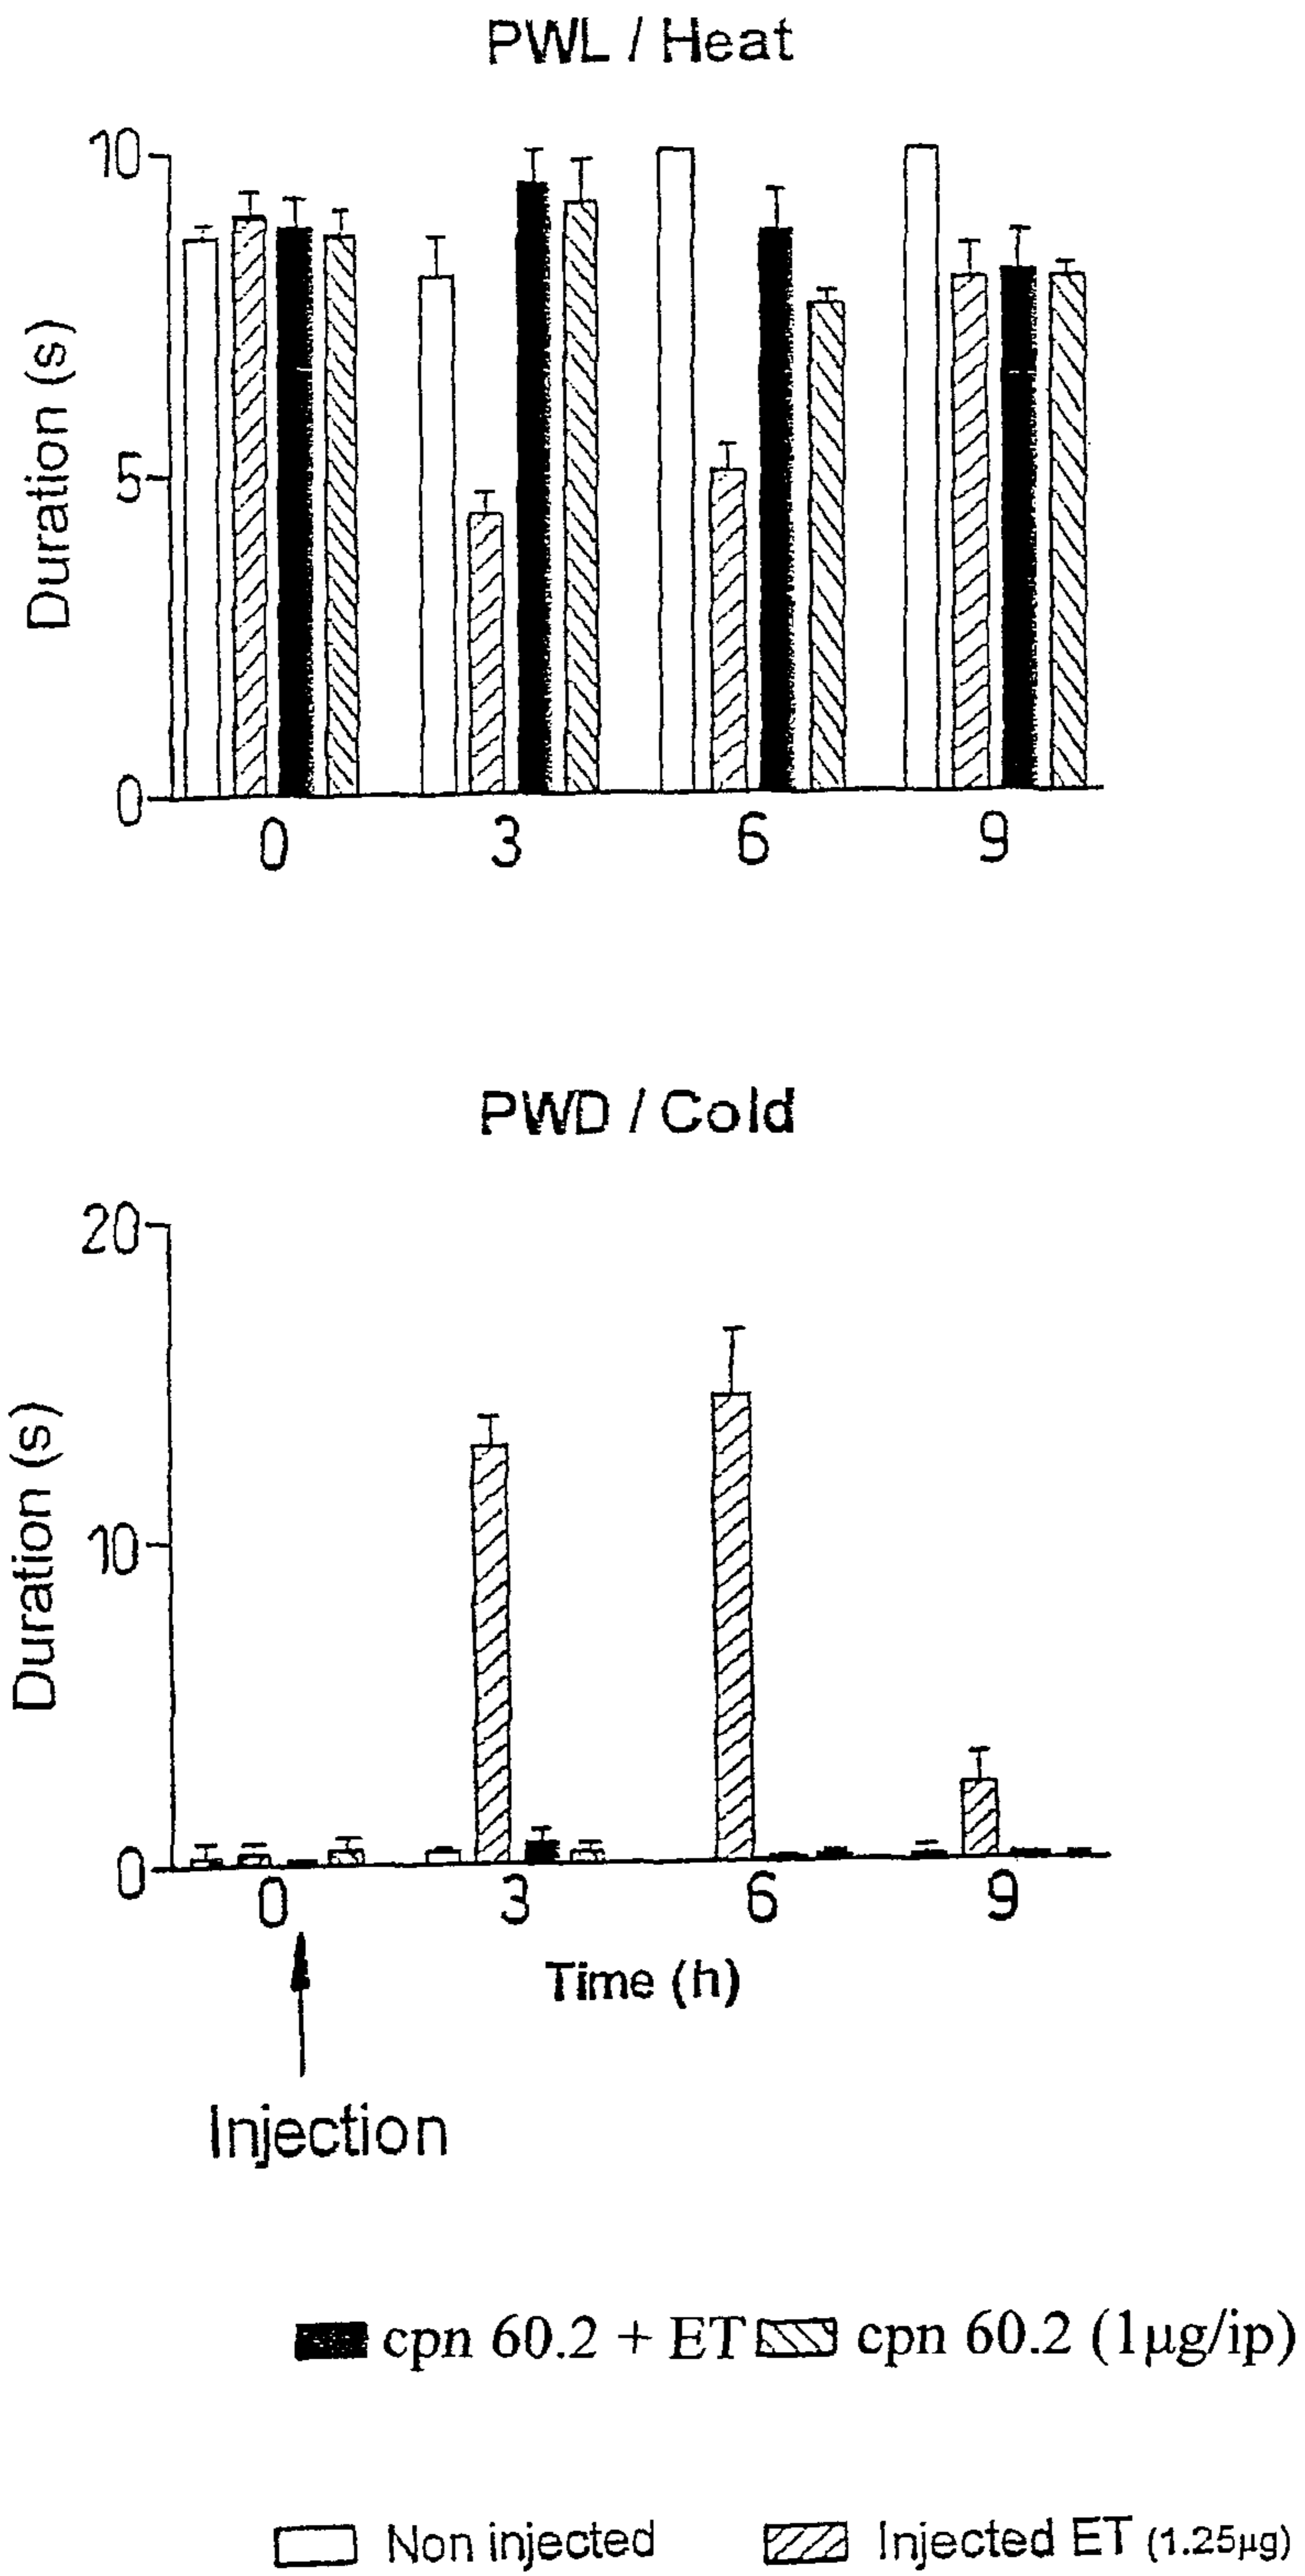 PWL / Heat
10
5
0
Duration (s)
0 3 6 9
PWD / Cold
20
10
0
Duration (s)
0 3 6 9
Time (h)
Injection
cpn 60.2 + ET cpn 60.2 (1µg/ip)
Non injected Injected ET (1.25µg)